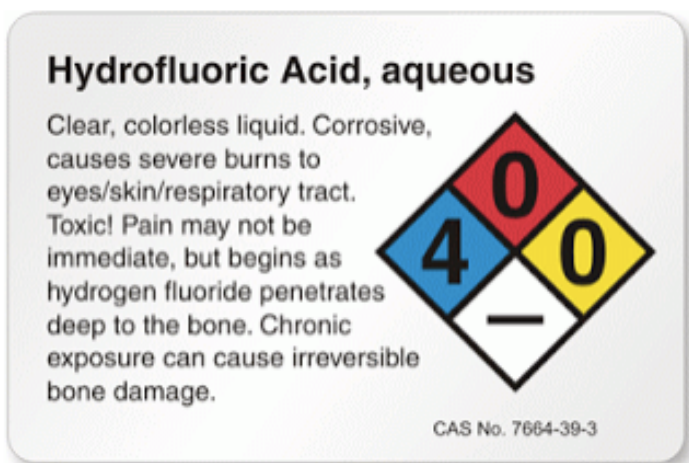 Hydrofluoric Acid, aqueous
Clear, colorless liquid. Corrosive,
causes severe burns to
eyes/skin/respiratory tract.
Toxic! Pain may not be
immediate, but begins as
hydrogen fluoride penetrates
deep to the bone. Chronic
exposure can cause irreversible
bone damage.
0
4 0
—
CAS No. 7664-39-3